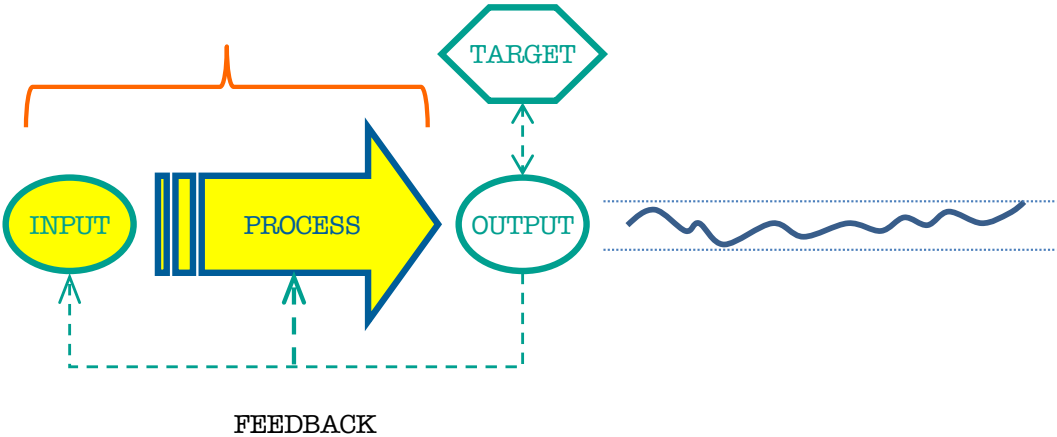 TARGET
INPUT
PROCESS
OUTPUT
FEEDBACK